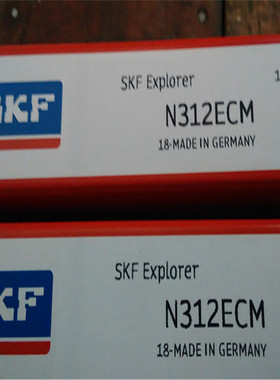 SKF
SKF Explorer
N312ECM
18-MADE IN GERMANY
SKF
SKF Explorer
N312ECM
18-MADE IN GERMANY